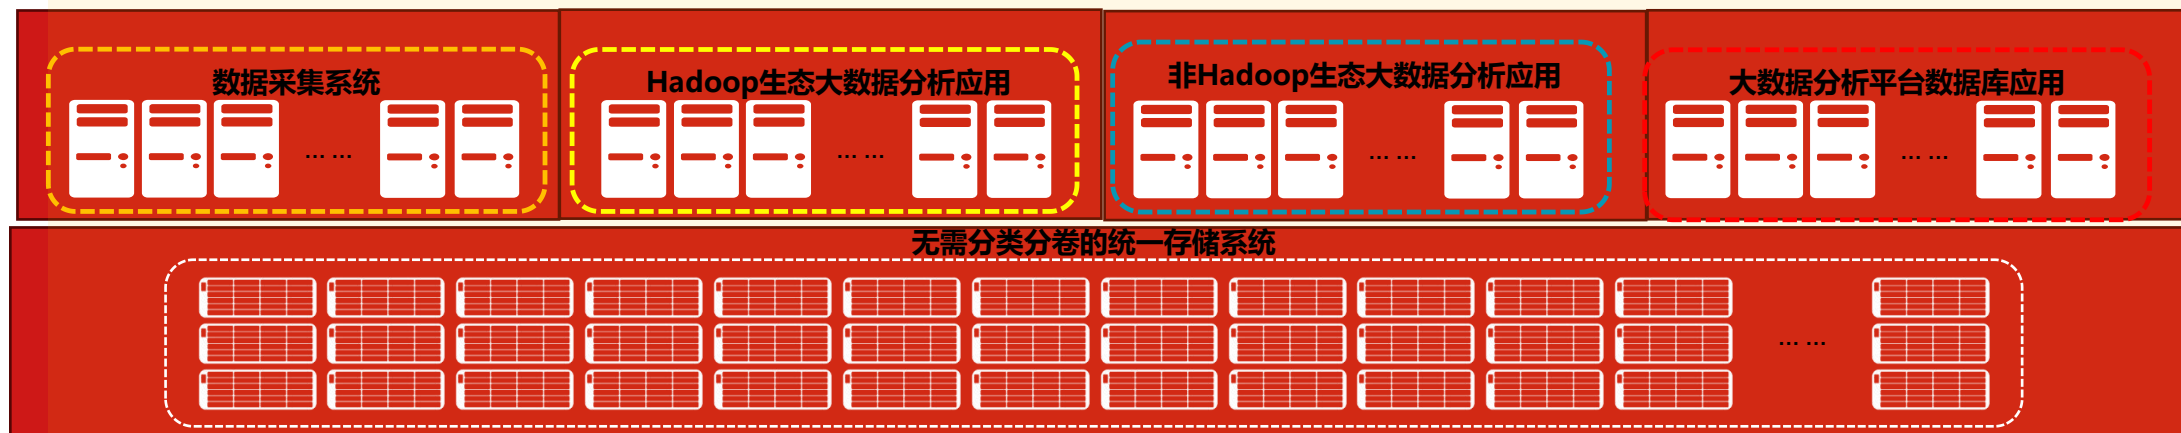 数据采集系统
Hadoop生态大数据分析应用
非Hadoop生态大数据分析应用
大数据分析平台数据库应用
... ...
... ...
... ...
... ...
无需分类分卷的统一存储系统
... ...